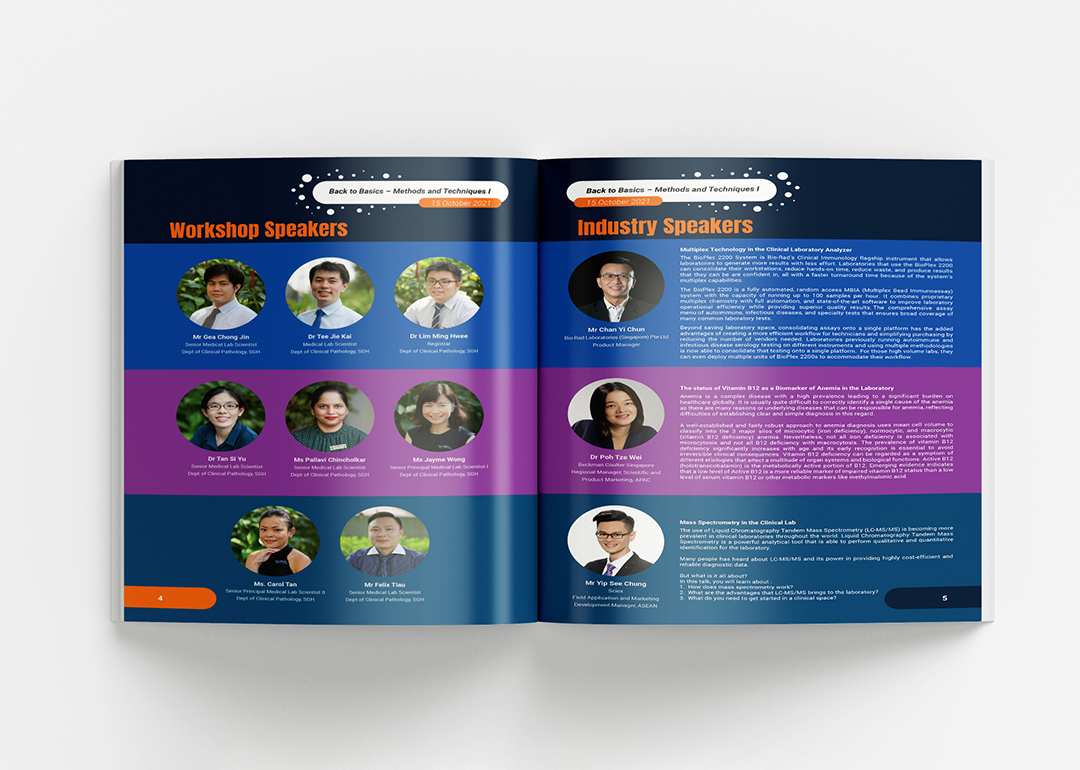 Back to Basics – Methods and Techniques I
15 October 2021
Workshop Speakers
Mr Gea Chong Jin
Senior Medical Lab Scientist
Dept of Clinical Pathology, SGH
Dr Tee Jie Kai
Medical Lab Scientist
Dept of Clinical Pathology, SGH
Dr Lim Ming Hwee
Registrar
Dept of Clinical Pathology, SGH
Dr Tan Si Yu
Senior Medical Lab Scientist
Dept of Clinical Pathology, SGH
Ms Pallavi Chincholkar
Senior Medical Lab Scientist
Dept of Clinical Pathology, SGH
Ms Jayme Wong
Senior Principal Medical Lab Scientist I
Dept of Clinical Pathology, SGH
Ms. Carol Tan
Senior Principal Medical Lab Scientist II
Dept of Clinical Pathology, SGH
Mr Felix Tiau
Senior Medical Lab Scientist
Dept of Clinical Pathology, SGH
4
Back to Basics – Methods and Techniques I
15 October 2021
Industry Speakers
Mr Chan Yi Chun
Bio-Rad Laboratories (Singapore) Pte Ltd
Product Manager
Multiplex Technology in the Clinical Laboratory Analyzer
The BioPlex 2200 System is Bio-Rad's Clinical Immunology flagship instrument that allows
laboratories to generate more results with less effort. Laboratories that use the BioPlex 2200
can consolidate their workstations, reduce hands-on time, reduce waste, and produce results
that they can be are confident in, all with a faster turnaround time because of the system's
multiplex capabilities.
The BioPlex 2200 is a fully automated, random access MBIA (Multiplex Bead Immunoassay)
system with the capacity of running up to 100 samples per hour. It combines proprietary
multiplex chemistry with full automation, and state-of-the-art software to improve laboratory
operational efficiency while providing superior quality results. The comprehensive assay
menu of autoimmune, infectious diseases, and specialty tests that ensures broad coverage of
many common laboratory tests.
Beyond saving laboratory space, consolidating assays onto a single platform has the added
advantages of creating a more efficient workflow for technicians and simplifying purchasing by
reducing the number of vendors needed. Laboratories previously running autoimmune and
infectious disease serology testing on different instruments and using multiple methodologies
is now able to consolidate that testing onto a single platform. For those high volume labs, they
can even deploy multiple units of BioPlex 2200s to accommodate their workflow.
Dr Poh Tze Wei
Beckman Coulter Singapore
Regional Manager, Scientific and
Product Marketing, APAC
The status of Vitamin B12 as a Biomarker of Anemia in the Laboratory
Anemia is a complex disease with a high prevalence leading to a significant burden on
healthcare globally. It is usually quite difficult to correctly identify a single cause of the anemia
as there are many reasons or underlying diseases that can be responsible for anemia, reflecting
difficulties of establishing clear and simple diagnosis in this regard.
A well-established and fairly robust approach to anemia diagnosis uses mean cell volume to
classify into the 3 major silos of microcytic (iron deficiency), normocytic, and macrocytic
(vitamin B12 deficiency) anemia. Nevertheless, not all iron deficiency is associated with
microcytosis and not all B12 deficiency with macrocytosis. The prevalence of vitamin B12
deficiency significantly increases with age and its early recognition is essential to avoid
irreversible clinical consequences. Vitamin B12 deficiency can be regarded as a symptom of
different etiologies that affect a multitude of organ systems and biological functions. Active B12
(holotranscobalamin) is the metabolically active portion of B12. Emerging evidence indicates
that a low level of Active B12 is a more reliable marker of impaired vitamin B12 status than a low
level of serum vitamin B12 or other metabolic markers like methylmalonic acid.
Mr Yip See Chung
Sciex
Field Application and Marketing
Development Manager, ASEAN
Mass Spectrometry in the Clinical Lab
The use of Liquid Chromatography Tandem Mass Spectrometry (LC-MS/MS) is becoming more
prevalent in clinical laboratories throughout the world. Liquid Chromatography Tandem Mass
Spectrometry is a powerful analytical tool that is able to perform qualitative and quantitative
identification for the laboratory.
Many people has heard about LC-MS/MS and its power in providing highly cost-efficient and
reliable diagnostic data.
But what is it all about?
In this talk, you will learn about :
1. How does mass spectrometry work?
2. What are the advantages that LC-MS/MS brings to the laboratory?
3. What do you need to get started in a clinical space?
5